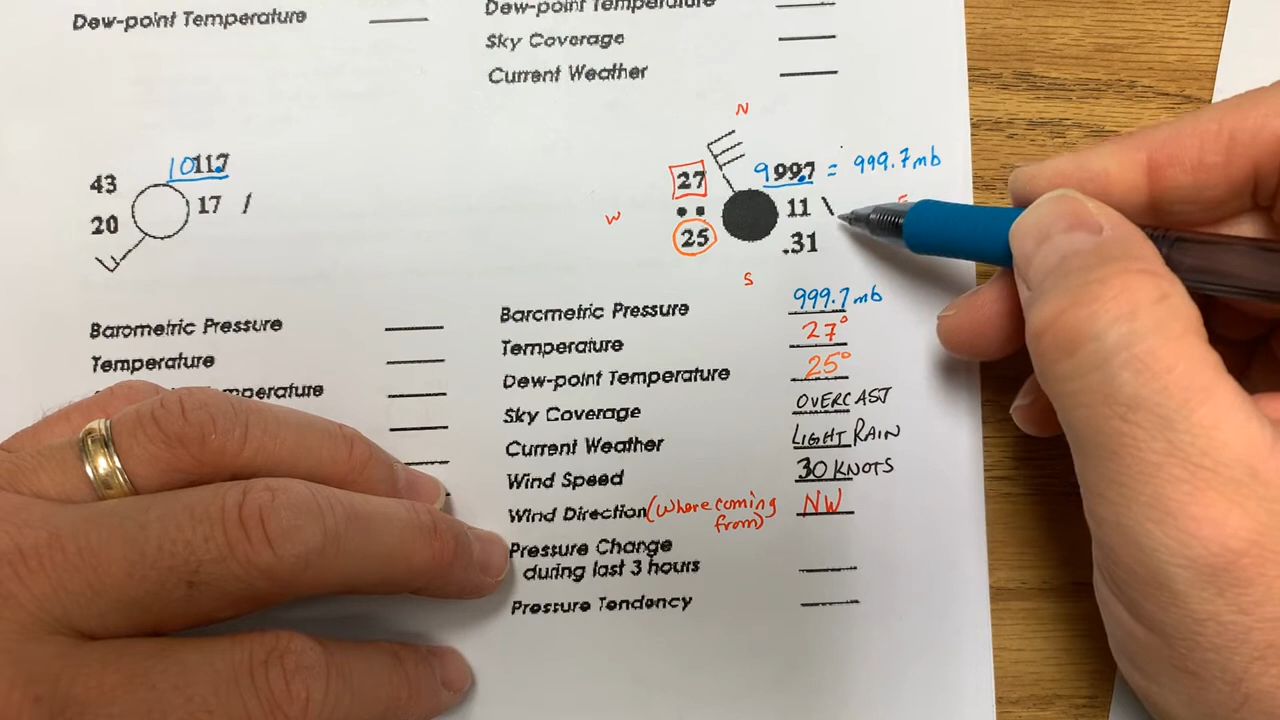 Dew-point Temperature
Dew-point Temperature
Sky Coverage
Current Weather
43
10117
20
17 /
N
27
9997 = 999.7mb
W
11 \
E
25
.31
S
Barometric Pressure
Temperature
Temperature
Barometric Pressure 999.7mb
Temperature 27°
Dew-point Temperature 25°
Sky Coverage OVERCAST
Current Weather LIGHT RAIN
Wind Speed 30 KNOTS
Wind Direction (where coming from) NW
Pressure Change
during last 3 hours
Pressure Tendency